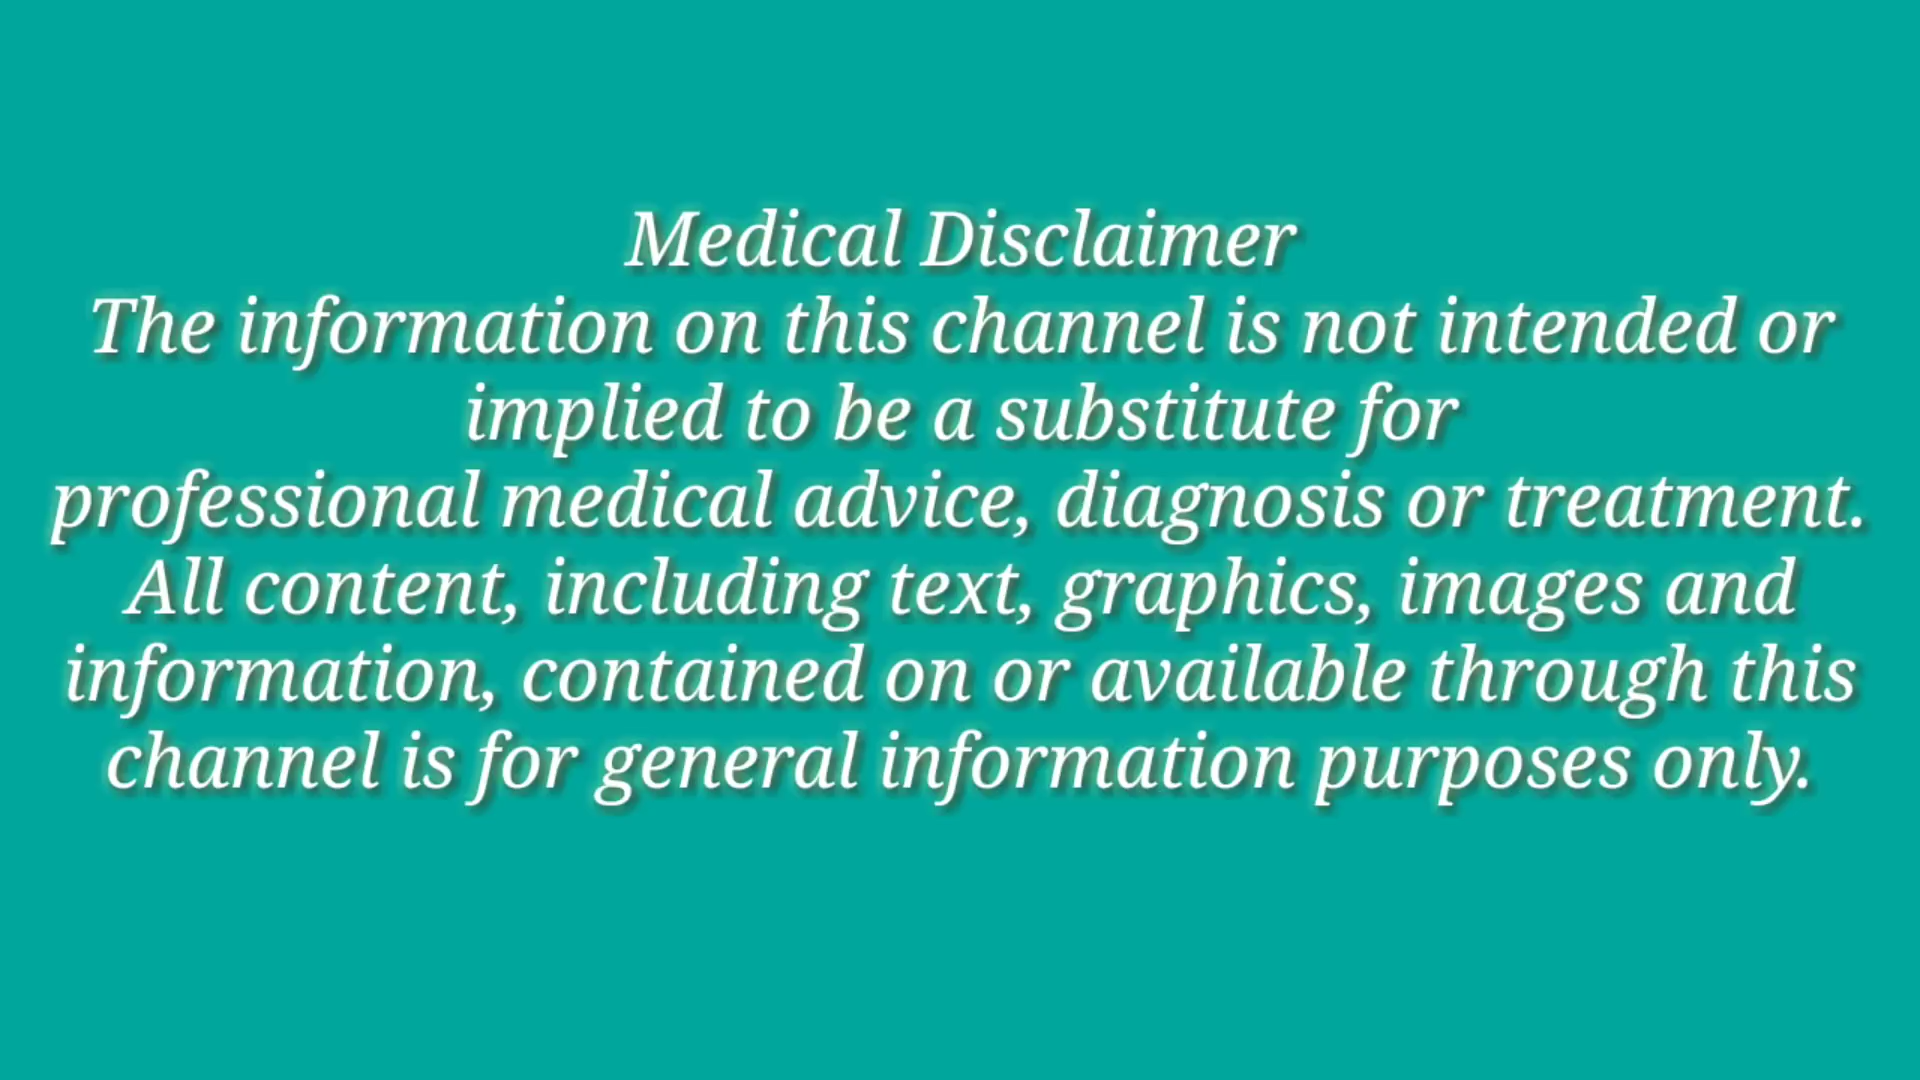 Medical Disclaimer
The information on this channel is not intended or
implied to be a substitute for
professional medical advice, diagnosis or treatment.
All content, including text, graphics, images and
information, contained on or available through this
channel is for general information purposes only.